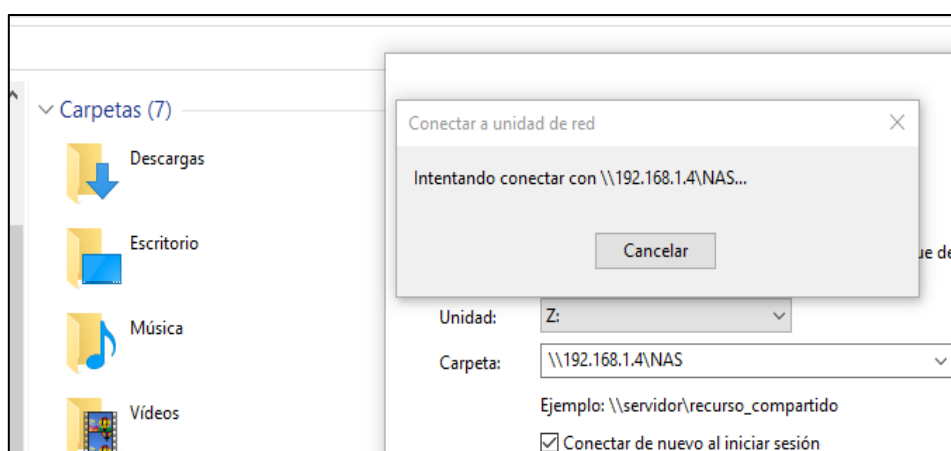 Carpetas (7)
Descargas
Escritorio
Música
Vídeos
Conectar a unidad de red
Intentando conectar con \\192.168.1.4\NAS...
Cancelar
Unidad:
Z:
Carpeta:
\\192.168.1.4\NAS
Ejemplo: \\servidor\recurso_compartido
Conectar de nuevo al iniciar sesión